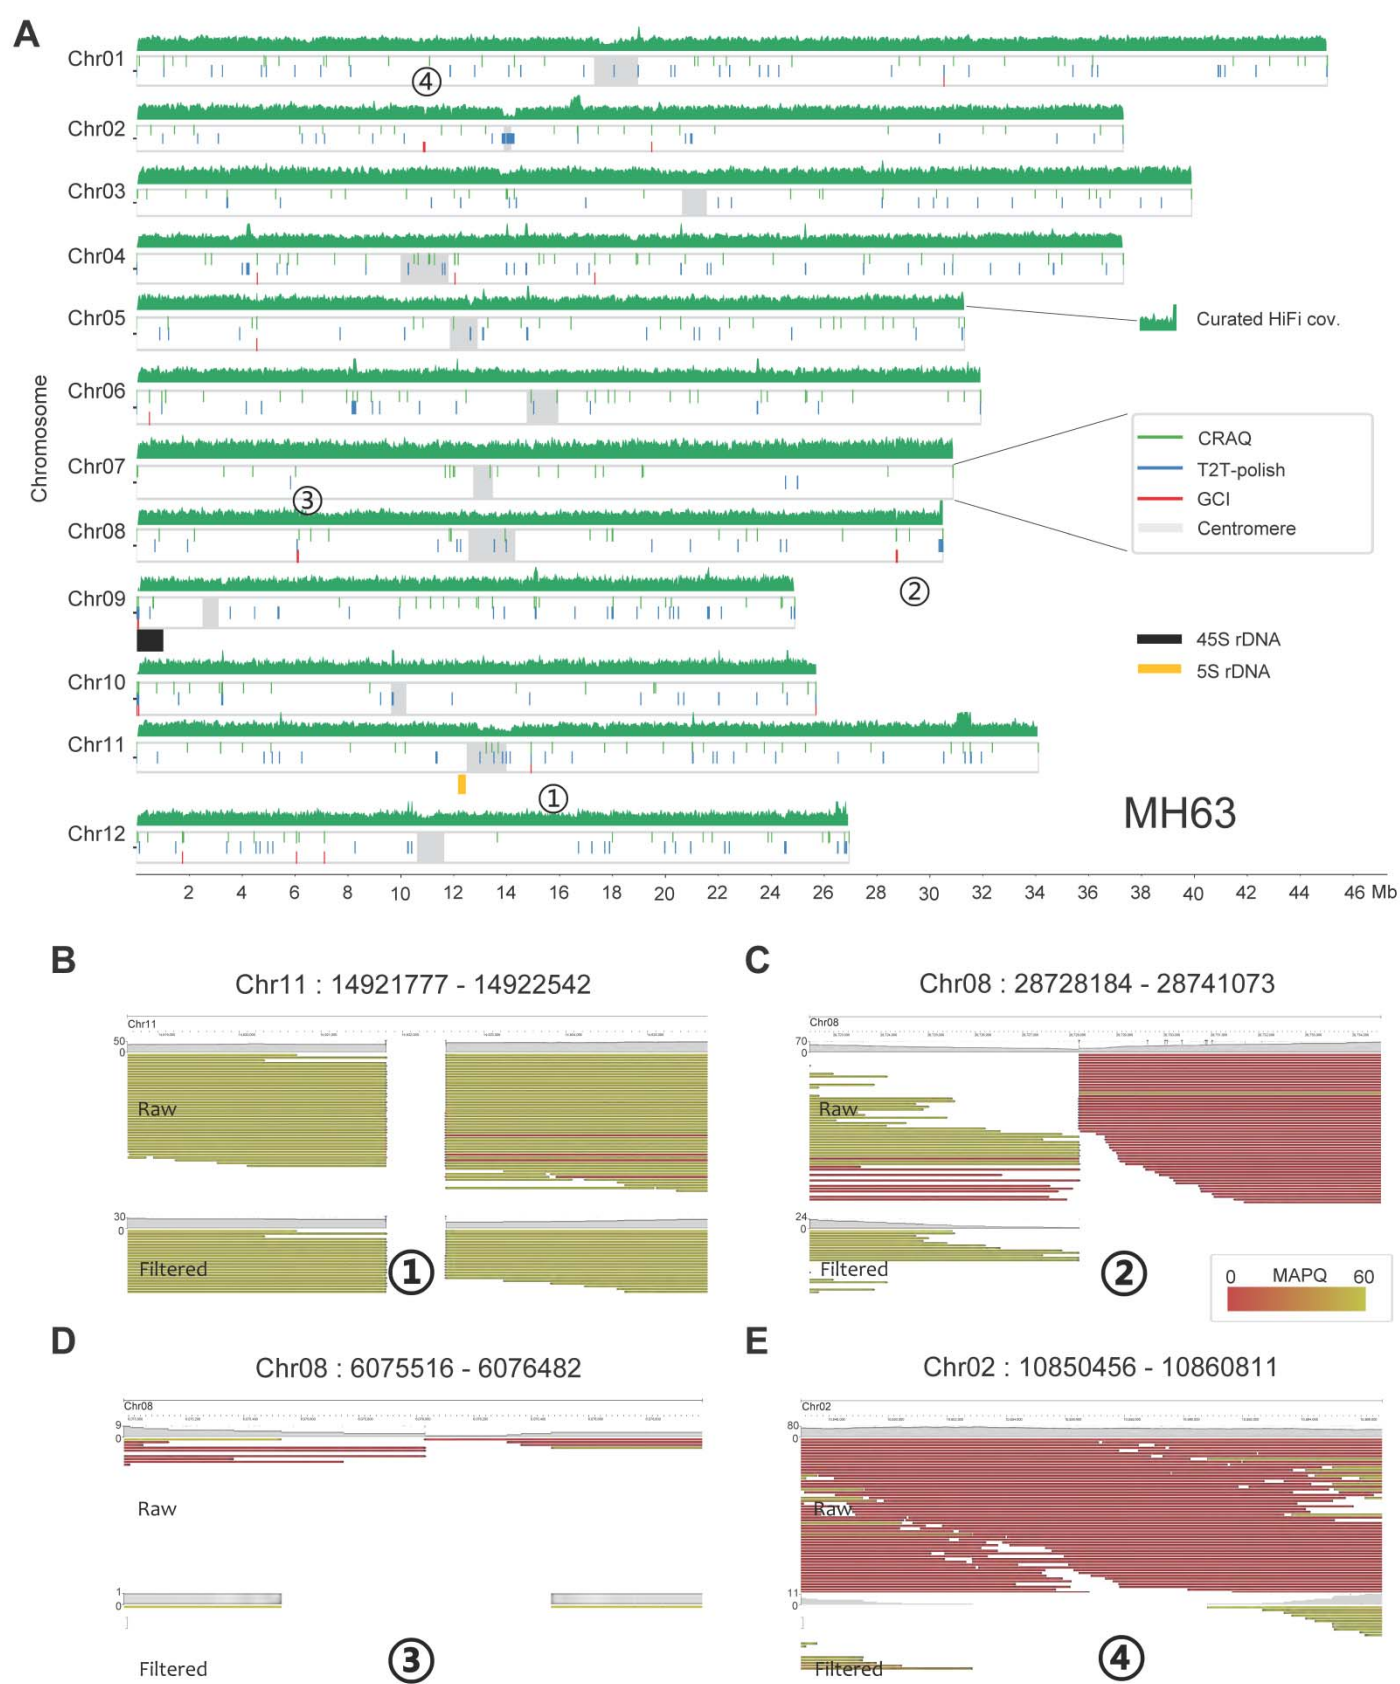 A
Chr01
④
Chr02
Chr03
Chr04
Chr05
Curated HiFi cov.
Chr06
Chromosome
CRAQ
Chr07
T2T-polish
③
GCI
Chr08
Centromere
②
Chr09
45S rDNA
5S rDNA
Chr10
Chr11
①
MH63
Chr12
2 4 6 8 10 12 14 16 18 20 22 24 26 28 30 32 34 36 38 40 42 44 46 Mb
B
Chr11 : 14921777 - 14922542
Chr11
50
0
Raw
30
0
Filtered
①
C
Chr08 : 28728184 - 28741073
Chr08
70
0
Raw
24
0
Filtered
②
0 MAPQ 60
D
Chr08 : 6075516 - 6076482
Chr08
9
0
Raw
1
0
Filtered
③
E
Chr02 : 10850456 - 10860811
Chr02
80
0
Raw
11
0
Filtered
④